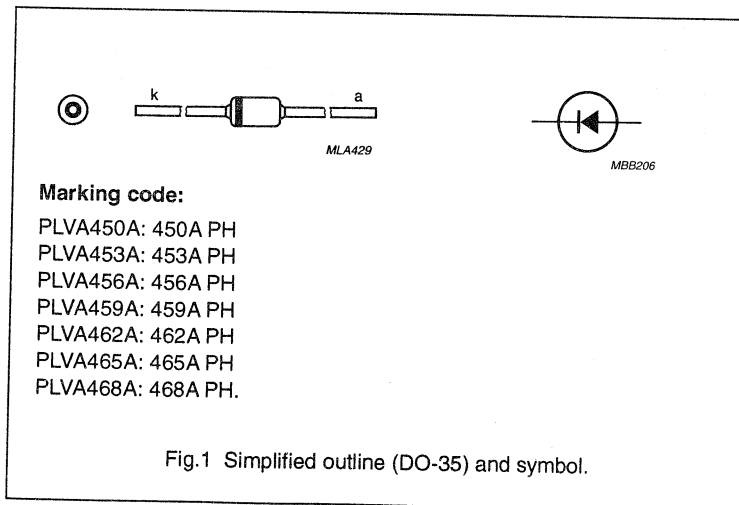 k
a
MLA429
MBB206
Marking code:
PLVA450A: 450A PH
PLVA453A: 453A PH
PLVA456A: 456A PH
PLVA459A: 459A PH
PLVA462A: 462A PH
PLVA465A: 465A PH
PLVA468A: 468A PH.
Fig.1 Simplified outline (DO-35) and symbol.